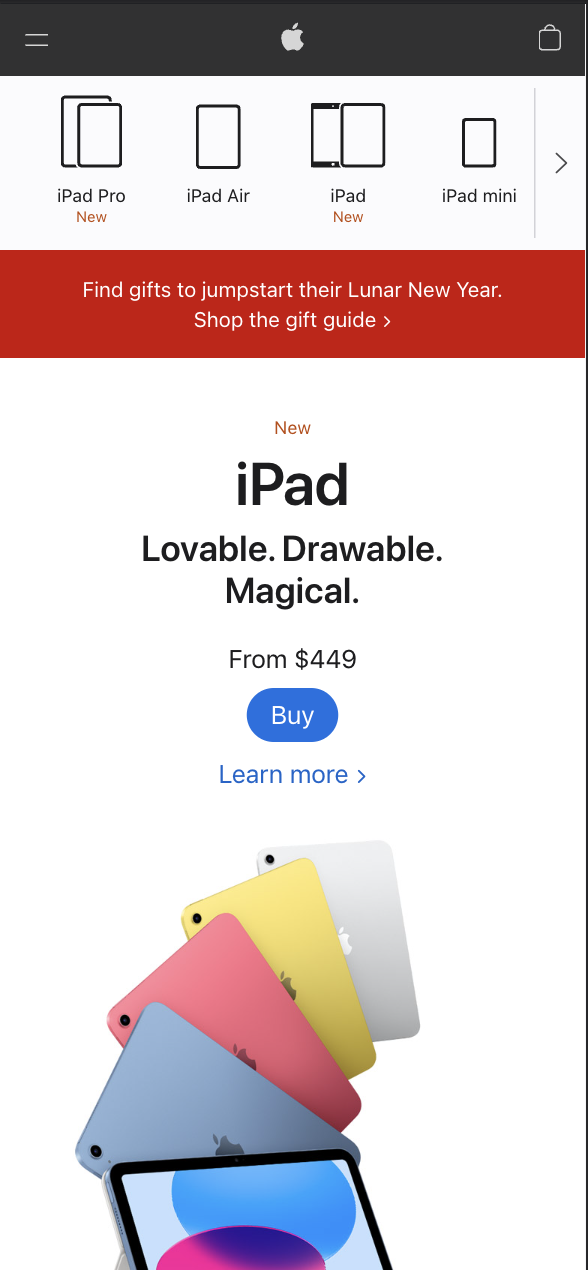 iPad Pro
New
iPad Air
iPad
New
iPad mini
Find gifts to jumpstart their Lunar New Year.
Shop the gift guide >
New
iPad
Lovable. Drawable.
Magical.
From $449
Buy
Learn more >